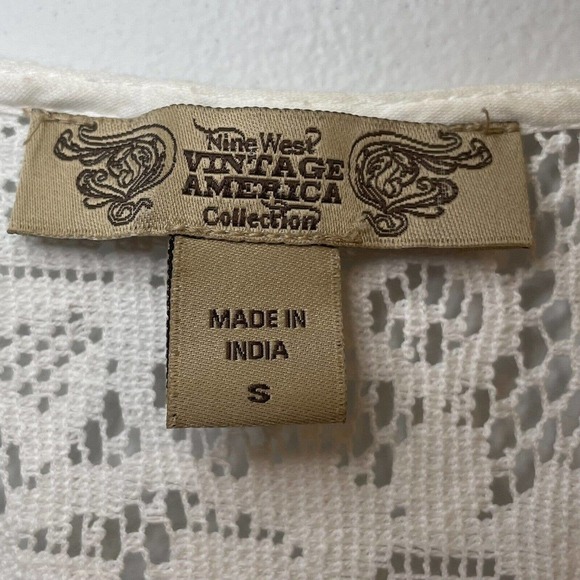 Nine West
VINTAGE
AMERICA
Collection
MADE IN
INDIA
S